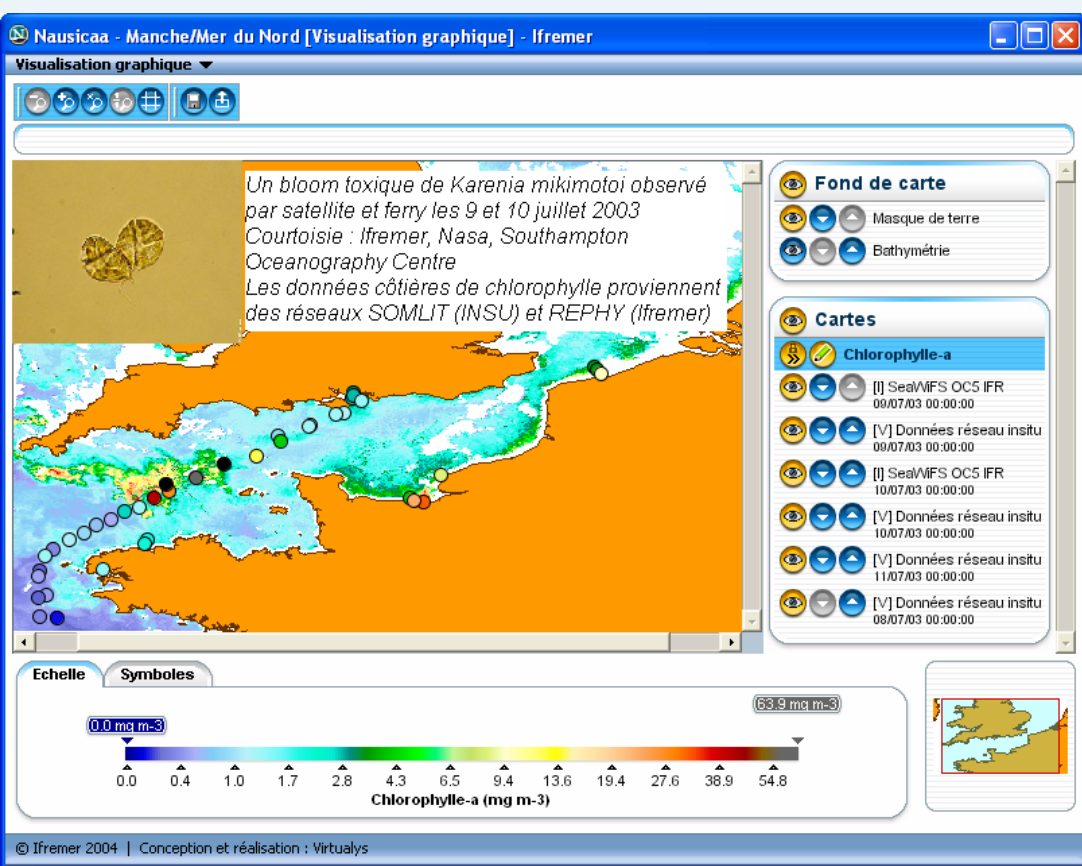 Nausicaa - Manche/Mer du Nord [Visualisation graphique] - Ifremer
Visualisation graphique
Un bloom toxique de Karenia mikimotoi observé
par satellite et ferry les 9 et 10 juillet 2003
Courtoisie : Ifremer, Nasa, Southampton
Oceanography Centre
Les données côtières de chlorophylle proviennent
des réseaux SOMLIT (INSU) et REPHY (Ifremer)
Fond de carte
Masque de terre
Bathymétrie
Cartes
Chlorophylle-a
[I] SeaWiFS OC5 IFR
09/07/03 00:00:00
[V] Données réseau insitu
09/07/03 00:00:00
[I] SeaWiFS OC5 IFR
10/07/03 00:00:00
[V] Données réseau insitu
10/07/03 00:00:00
[V] Données réseau insitu
11/07/03 00:00:00
[V] Données réseau insitu
08/07/03 00:00:00
Echelle Symboles
63.9 mg m-3
0.0 mg m-3
0.0 0.4 1.0 1.7 2.8 4.3 6.5 9.4 13.6 19.4 27.6 38.9 54.8
Chlorophylle-a (mg m-3)
© Ifremer 2004 | Conception et réalisation : Virtualys